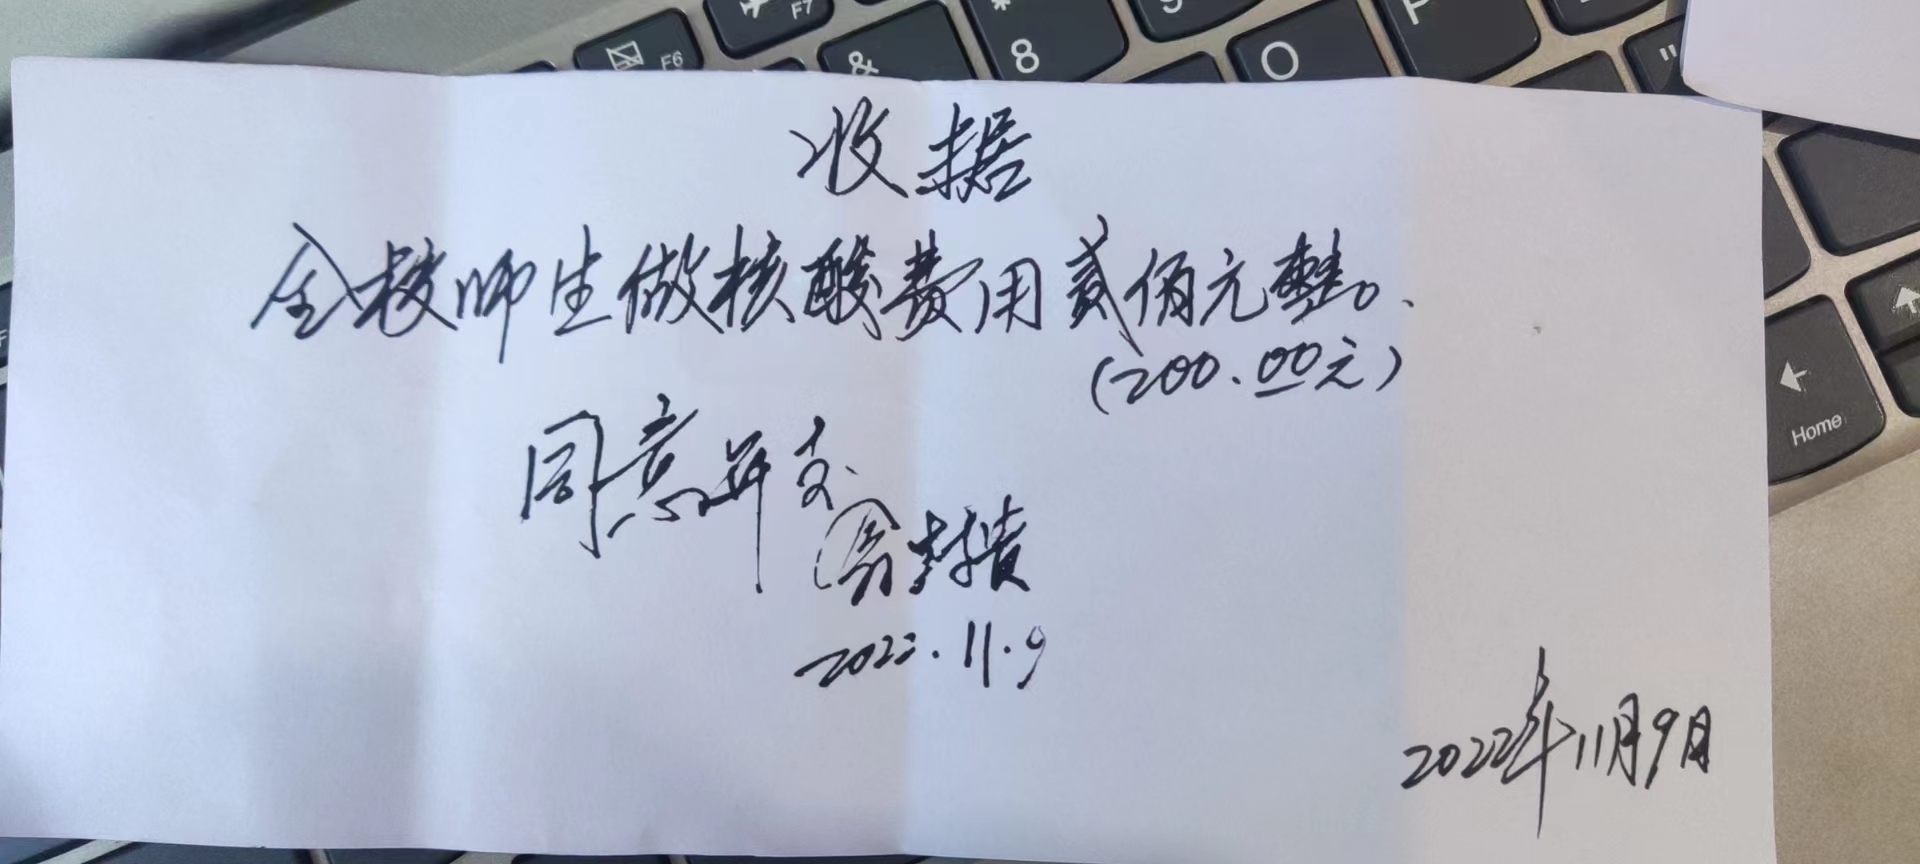 F6
F7
&
*
8
9
O
"
Home
收据
全校师生做核酸费用贰佰元整。
(200.00元)
同意开支
2022.11.9
2022年11月9日